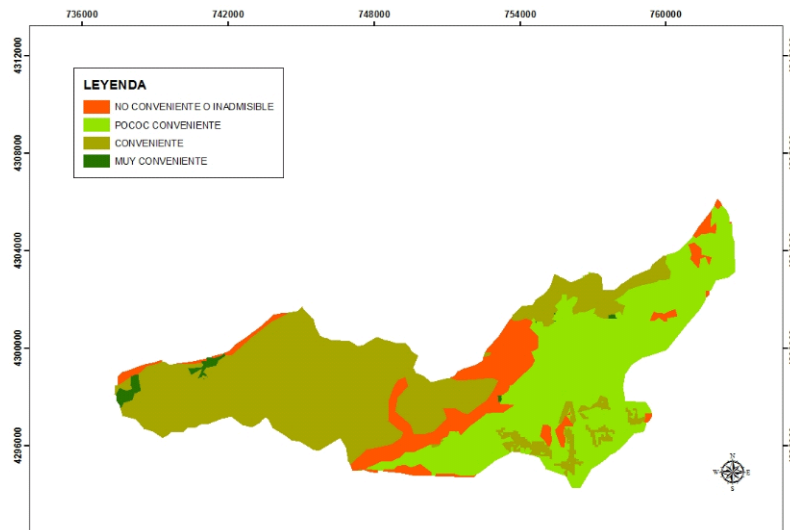 736000 742000 748000 754000 760000
4312000
4308000
4304000
4300000
4296000
LEYENDA
NO CONVENIENTE O INADMISIBLE
POCOC CONVENIENTE
CONVENIENTE
MUY CONVENIENTE
N
W E
S